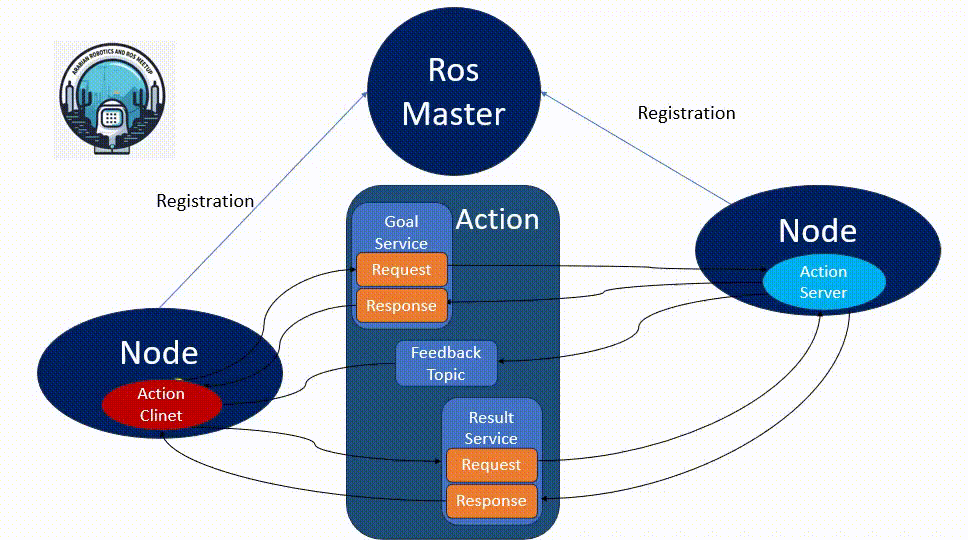 ARABIAN ROBOTICS AND ROS MEETUP
Ros
Master
Registration
Registration
Action
Goal
Service
Request
Response
Feedback
Topic
Result
Service
Request
Response
Node
Action
Server
Node
Action
Clinet